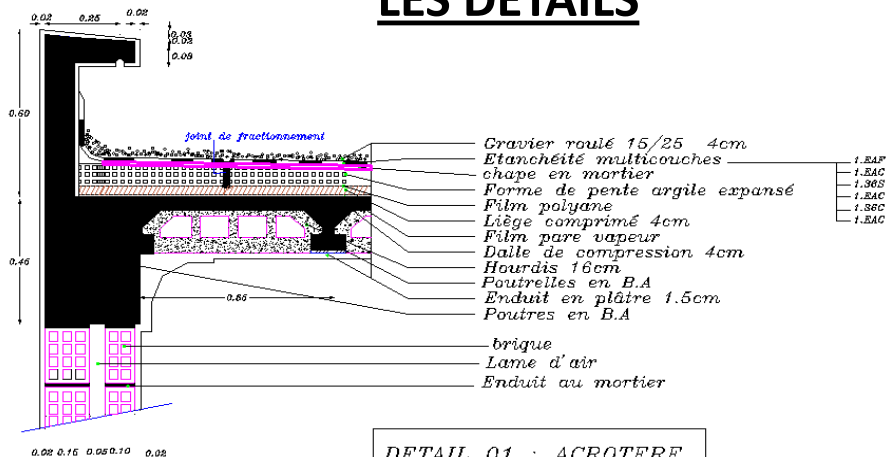 LES DETAILS
0.02 0.25 0.02
0.03
0.02
0.08
0.60
joint de fractionnement
Gravier roulé 15/25 4cm
Etanchéité multicouches
chape en mortier
Forme de pente argile expansé
Film polyane
Liège comprimé 4cm
Film pare vapeur
Dalle de compression 4cm
Hourdis 16cm
Poutrelles en B.A
Enduit en plâtre 1.5cm
Poutres en B.A
1.EAF
1.EAC
1.36S
1.EAC
1.36C
1.EAC
0.46
0.85
brique
Lame d'air
Enduit au mortier
0.02 0.15 0.05 0.10 0.02
DETAIL 01 : ACROTERE